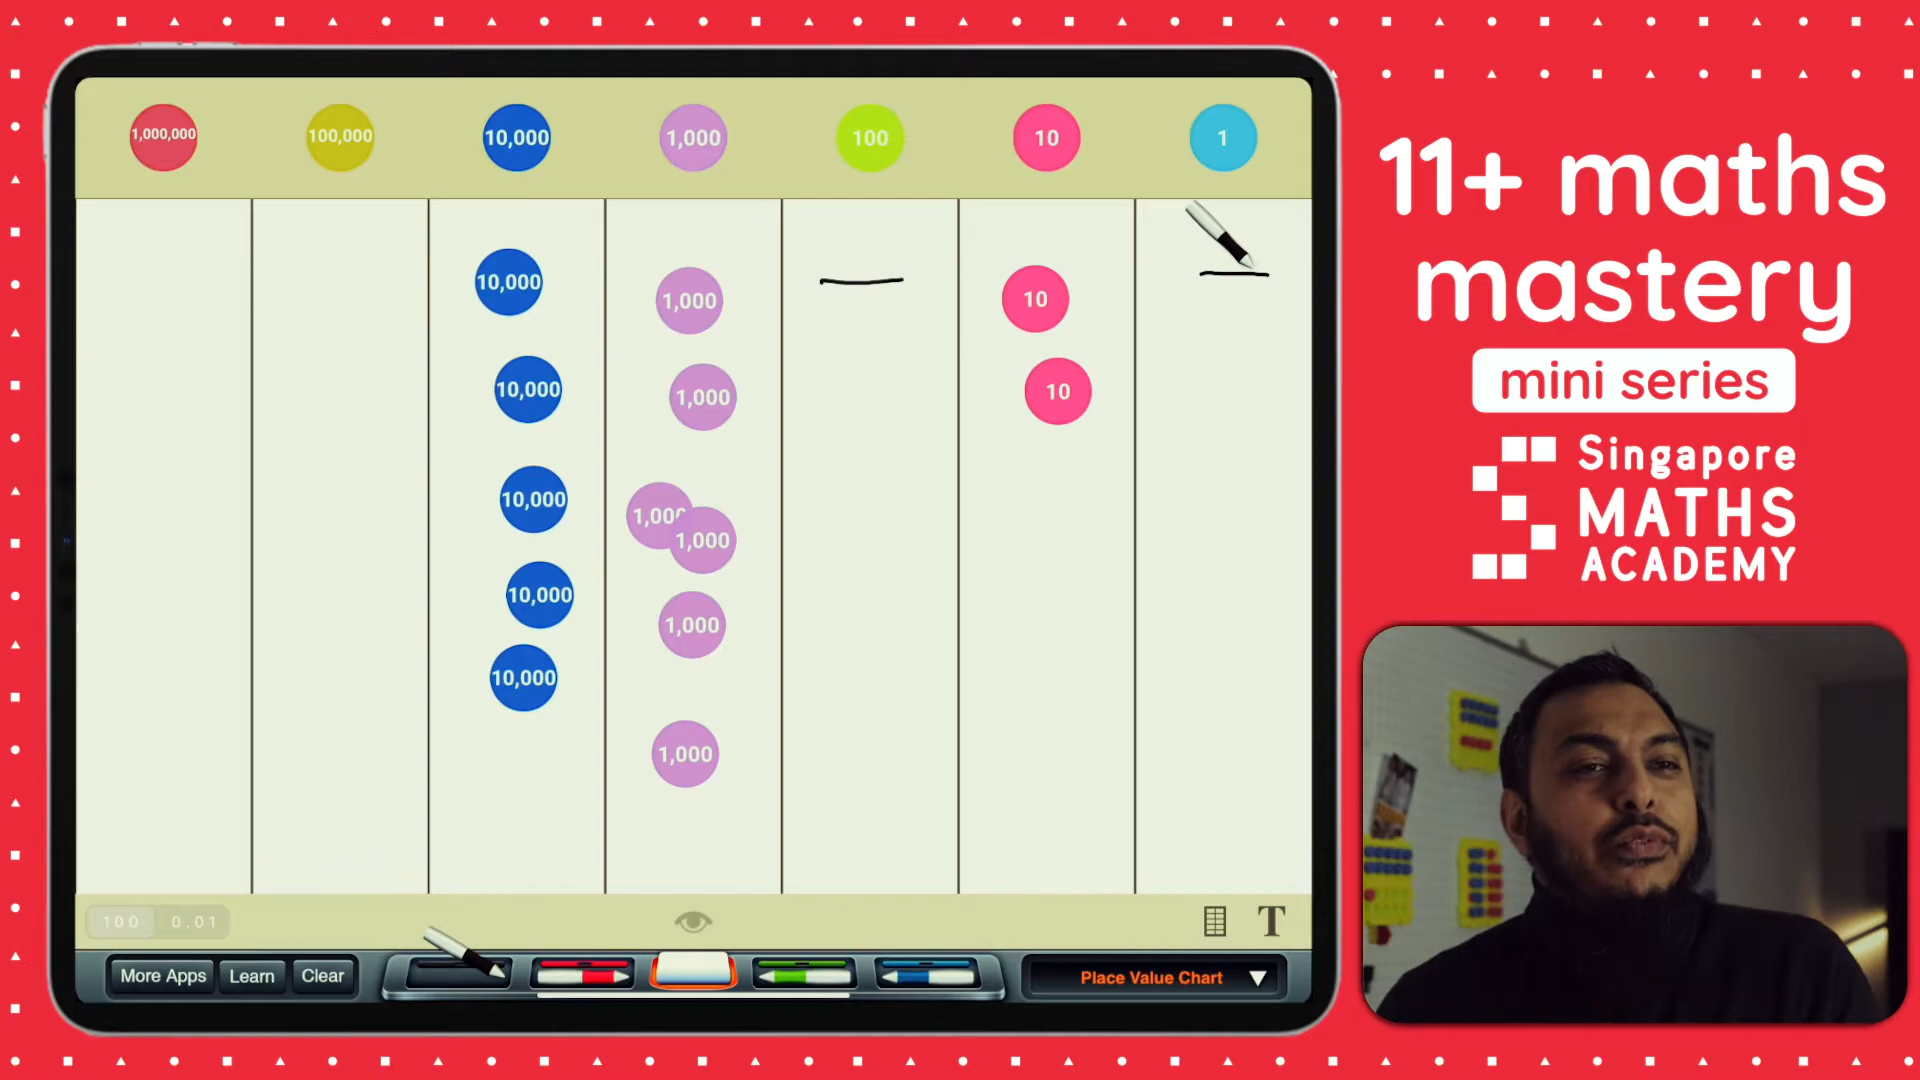 1,000,000 100,000 10,000 1,000 100 10 1
10,000 1,000 10
10,000 1,000 10
10,000 1,000
1,000
10,000 1,000
10,000
1,000
100 0.01 T
More Apps Learn Clear Place Value Chart
11+ maths
mastery
mini series
Singapore
MATHS
ACADEMY